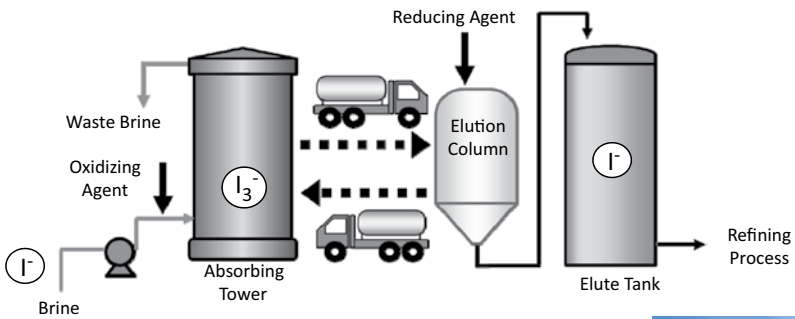 Reducing Agent
Waste Brine
Elution
Column
Oxidizing
Agent
I₃⁻
I⁻
I⁻
Absorbing
Tower
Brine
Elute Tank
Refining
Process